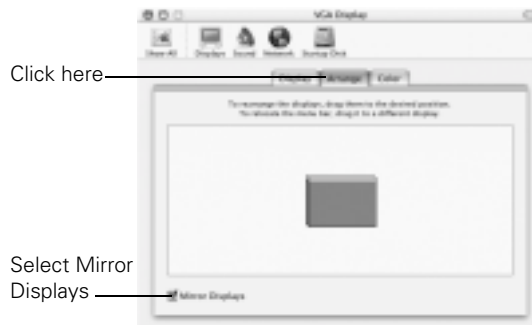 VGA Display
Show All Displays Sound Network Startup Disk
Click here
Display Arrange Color
To rearrange the displays, drag them to the desired position.
To relocate the menu bar, drag it to a different display.
Select Mirror
Displays
Mirror Displays